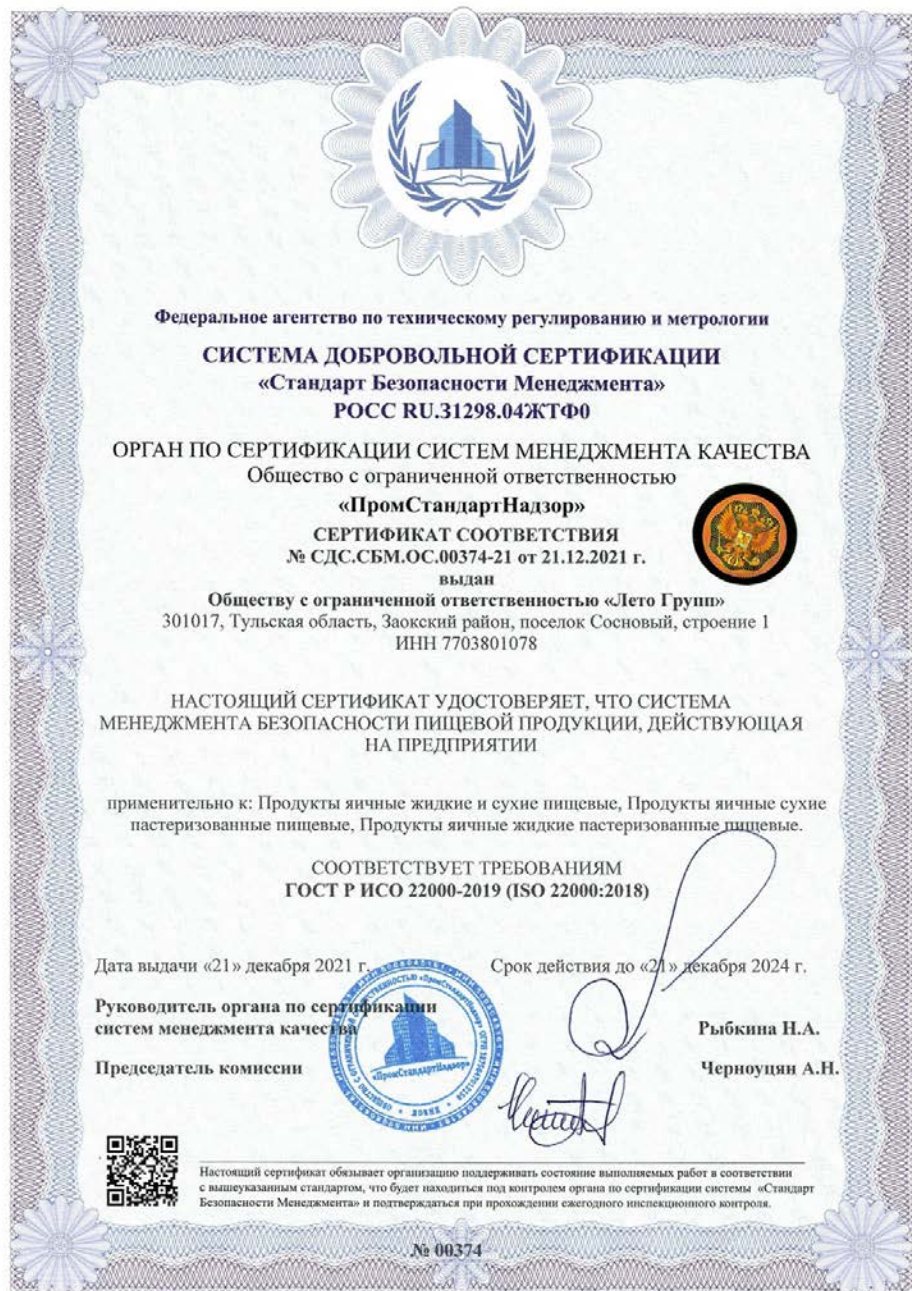 Федеральное агентство по техническому регулированию и метрологии
СИСТЕМА ДОБРОВОЛЬНОЙ СЕРТИФИКАЦИИ
«Стандарт Безопасности Менеджмента»
РОСС RU.31298.04ЖТФ0
ОРГАН ПО СЕРТИФИКАЦИИ СИСТЕМ МЕНЕДЖМЕНТА КАЧЕСТВА
Общество с ограниченной ответственностью
«ПромСтандартНадзор»
СЕРТИФИКАТ СООТВЕТСТВИЯ
№ СДС.СБМ.ОС.00374-21 от 21.12.2021 г.
выдан
Обществу с ограниченной ответственностью «Лето Групп»
301017, Тульская область, Заокский район, поселок Сосновый, строение 1
ИНН 7703801078
НАСТОЯЩИЙ СЕРТИФИКАТ УДОСТОВЕРЯЕТ, ЧТО СИСТЕМА
МЕНЕДЖМЕНТА БЕЗОПАСНОСТИ ПИЩЕВОЙ ПРОДУКЦИИ, ДЕЙСТВУЮЩАЯ
НА ПРЕДПРИЯТИИ
применительно к: Продукты яичные жидкие и сухие пищевые, Продукты яичные сухие
пастеризованные пищевые, Продукты яичные жидкие пастеризованные пищевые.
СООТВЕТСТВУЕТ ТРЕБОВАНИЯМ
ГОСТ Р ИСО 22000-2019 (ISO 22000:2018)
Дата выдачи «21» декабря 2021 г. Срок действия до «21» декабря 2024 г.
Руководитель органа по сертификации
систем менеджмента качества Рыбкина Н.А.
Председатель комиссии Черноуцян А.Н.
«ПромСтандартНадзор»
Настоящий сертификат обязывает организацию поддерживать состояние выполняемых работ в соответствии
с вышеуказанным стандартом, что будет находиться под контролем органа по сертификации системы «Стандарт
Безопасности Менеджмента» и подтверждаться при прохождении ежегодного инспекционного контроля.
№ 00374